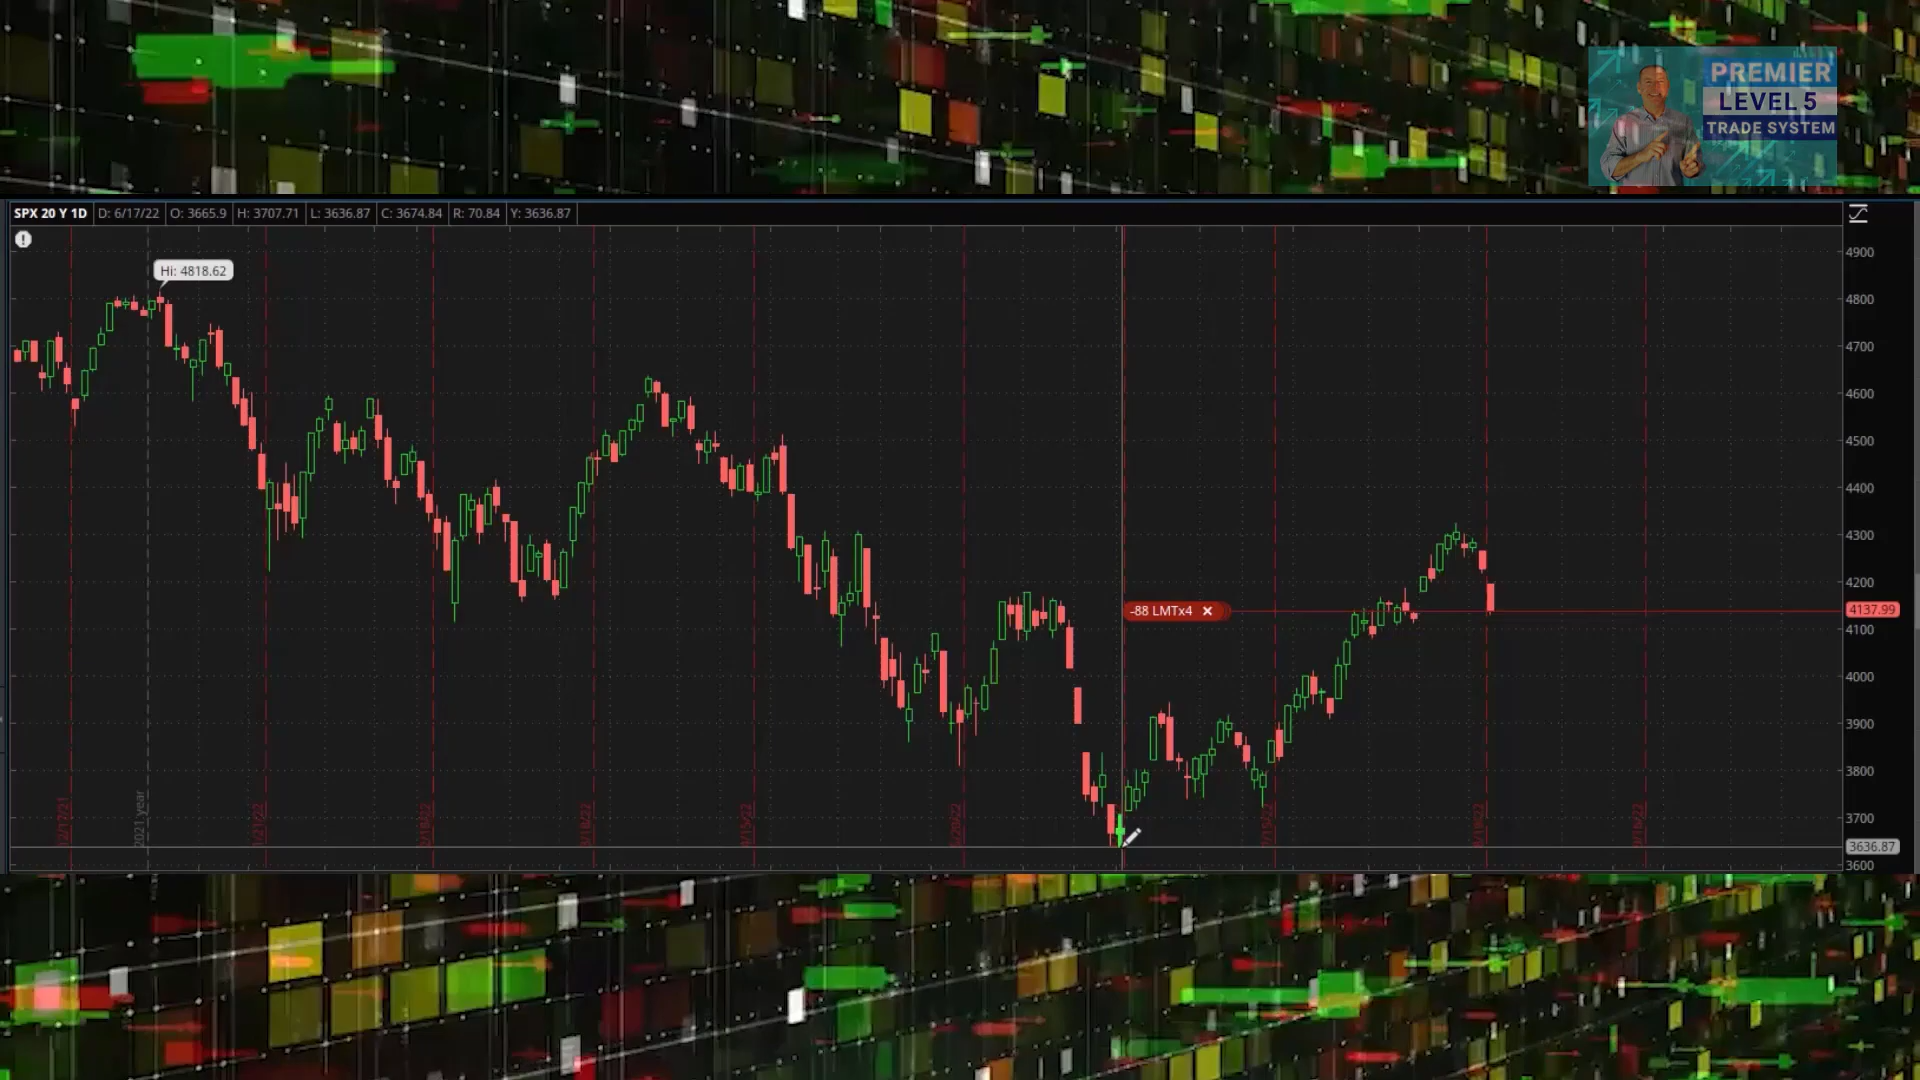 PREMIER
LEVEL 5
TRADE SYSTEM
SPX 20 Y 1D D: 6/17/22 O: 3665.9 H: 3707.71 L: 3636.87 C: 3674.84 R: 70.84 Y: 3636.87
Hi: 4818.62
4900
4800
4700
4600
4500
4400
4300
4200
-88 LMTx4
4137.99
4100
4000
3900
3800
3700
3636.87
3600
2021 year